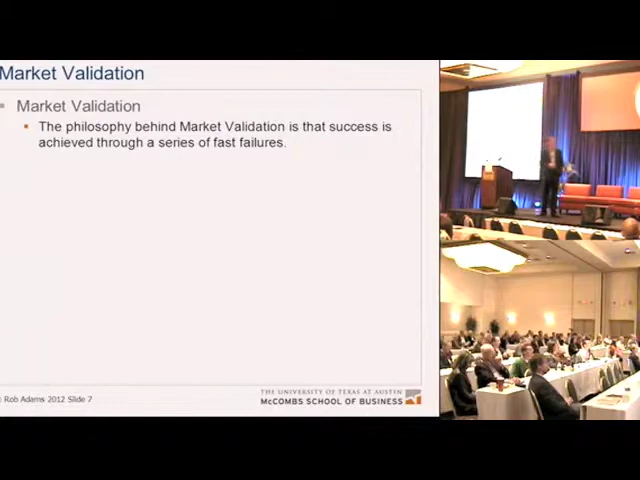 Market Validation
Market Validation
The philosophy behind Market Validation is that success is
achieved through a series of fast failures.
Rob Adams 2012 Slide 7
THE UNIVERSITY OF TEXAS AT AUSTIN
MCCOMBS SCHOOL OF BUSINESS